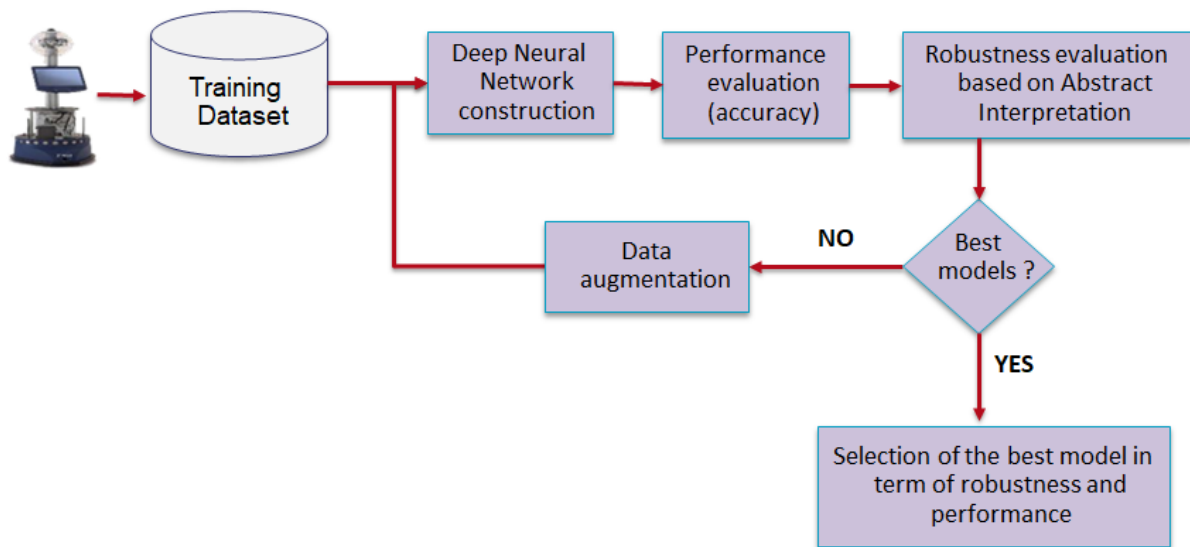 Training
Dataset
Deep Neural
Network
construction
Performance
evaluation
(accuracy)
Robustness evaluation
based on Abstract
Interpretation
Data
augmentation
NO
Best
models ?
YES
Selection of the best model in
term of robustness and
performance